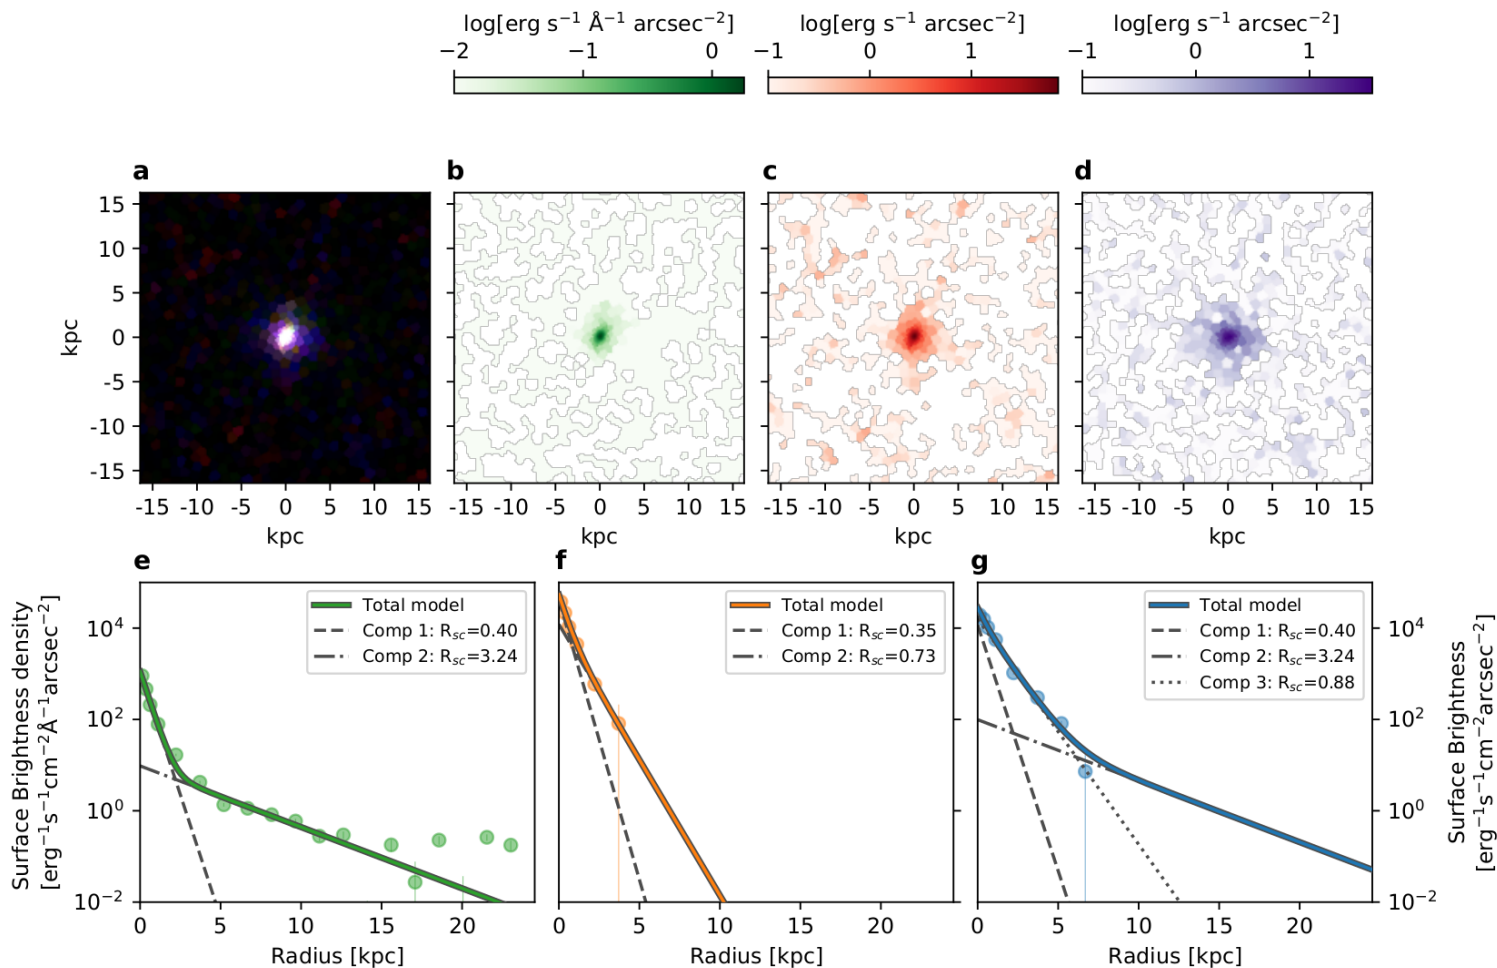 log[erg s⁻¹ Å⁻¹ arcsec⁻²] log[erg s⁻¹ arcsec⁻²] log[erg s⁻¹ arcsec⁻²]
−2 −1 0 −1 0 1 −1 0 1
a b c d
15
10
5
0
-5
-10
-15
kpc
-15 -10 -5 0 5 10 15 -15 -10 -5 0 5 10 15 -15 -10 -5 0 5 10 15 -15 -10 -5 0 5 10 15
kpc kpc kpc kpc
e
Surface Brightness density
[erg⁻¹s⁻¹cm⁻²Å⁻¹arcsec⁻²]
10⁴
10²
10⁰
10⁻²
Total model
Comp 1: Rsc=0.40
Comp 2: Rsc=3.24
0 5 10 15 20
Radius [kpc]
f
Total model
Comp 1: Rsc=0.35
Comp 2: Rsc=0.73
0 5 10 15 20
Radius [kpc]
g
Total model
Comp 1: Rsc=0.40
Comp 2: Rsc=3.24
Comp 3: Rsc=0.88
10⁴
10²
10⁰
10⁻²
Surface Brightness
[erg⁻¹s⁻¹cm⁻²arcsec⁻²]
0 5 10 15 20
Radius [kpc]